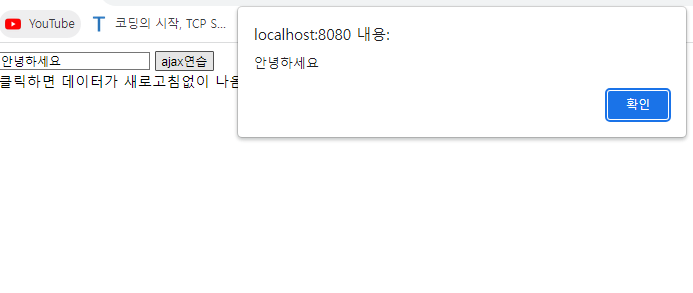 YouTube
코딩의 시작, TCP S...
localhost:8080 내용:
안녕하세요
확인
안녕하세요
ajax연습
클릭하면 데이터가 새로고침없이 나옴